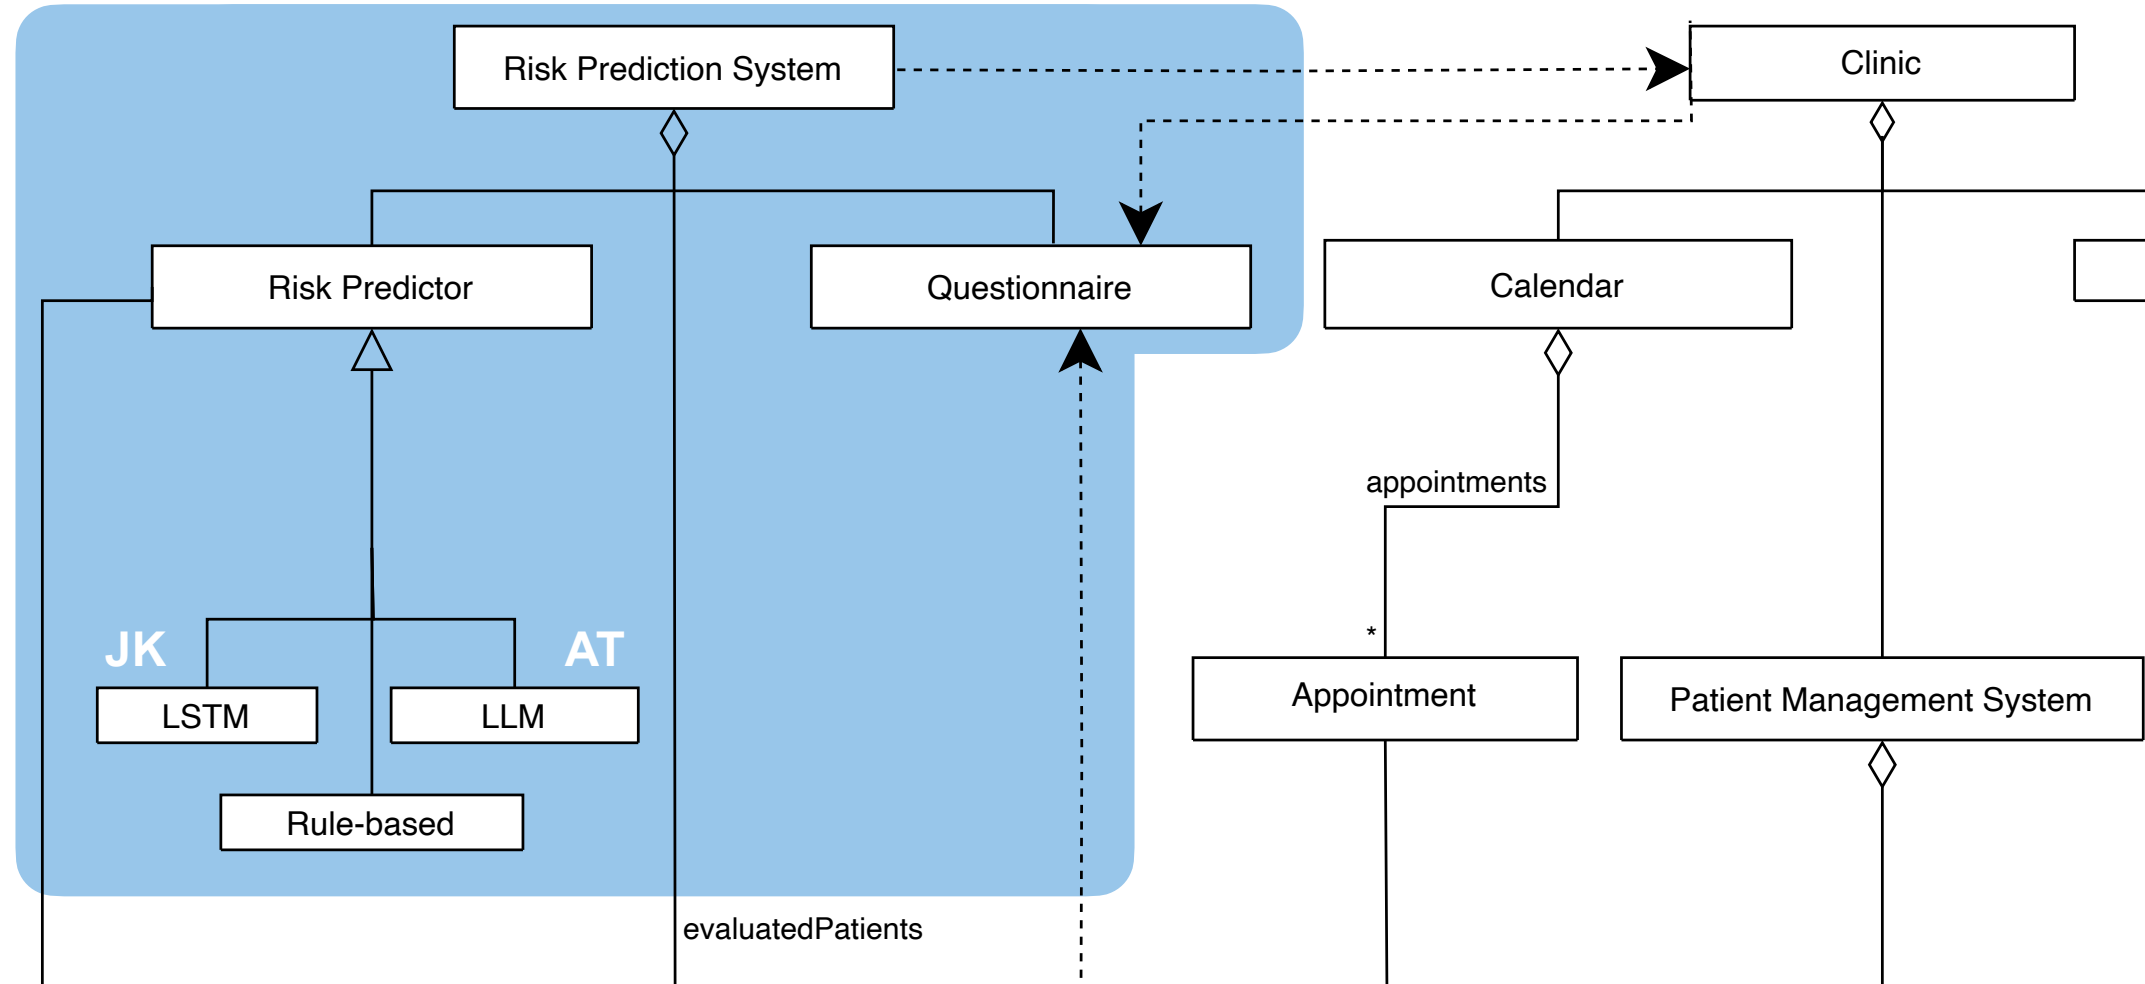 Risk Prediction System
Clinic
Risk Predictor
Questionnaire
Calendar
appointments
*
JK
AT
LSTM
LLM
Appointment
Patient Management System
Rule-based
evaluatedPatients